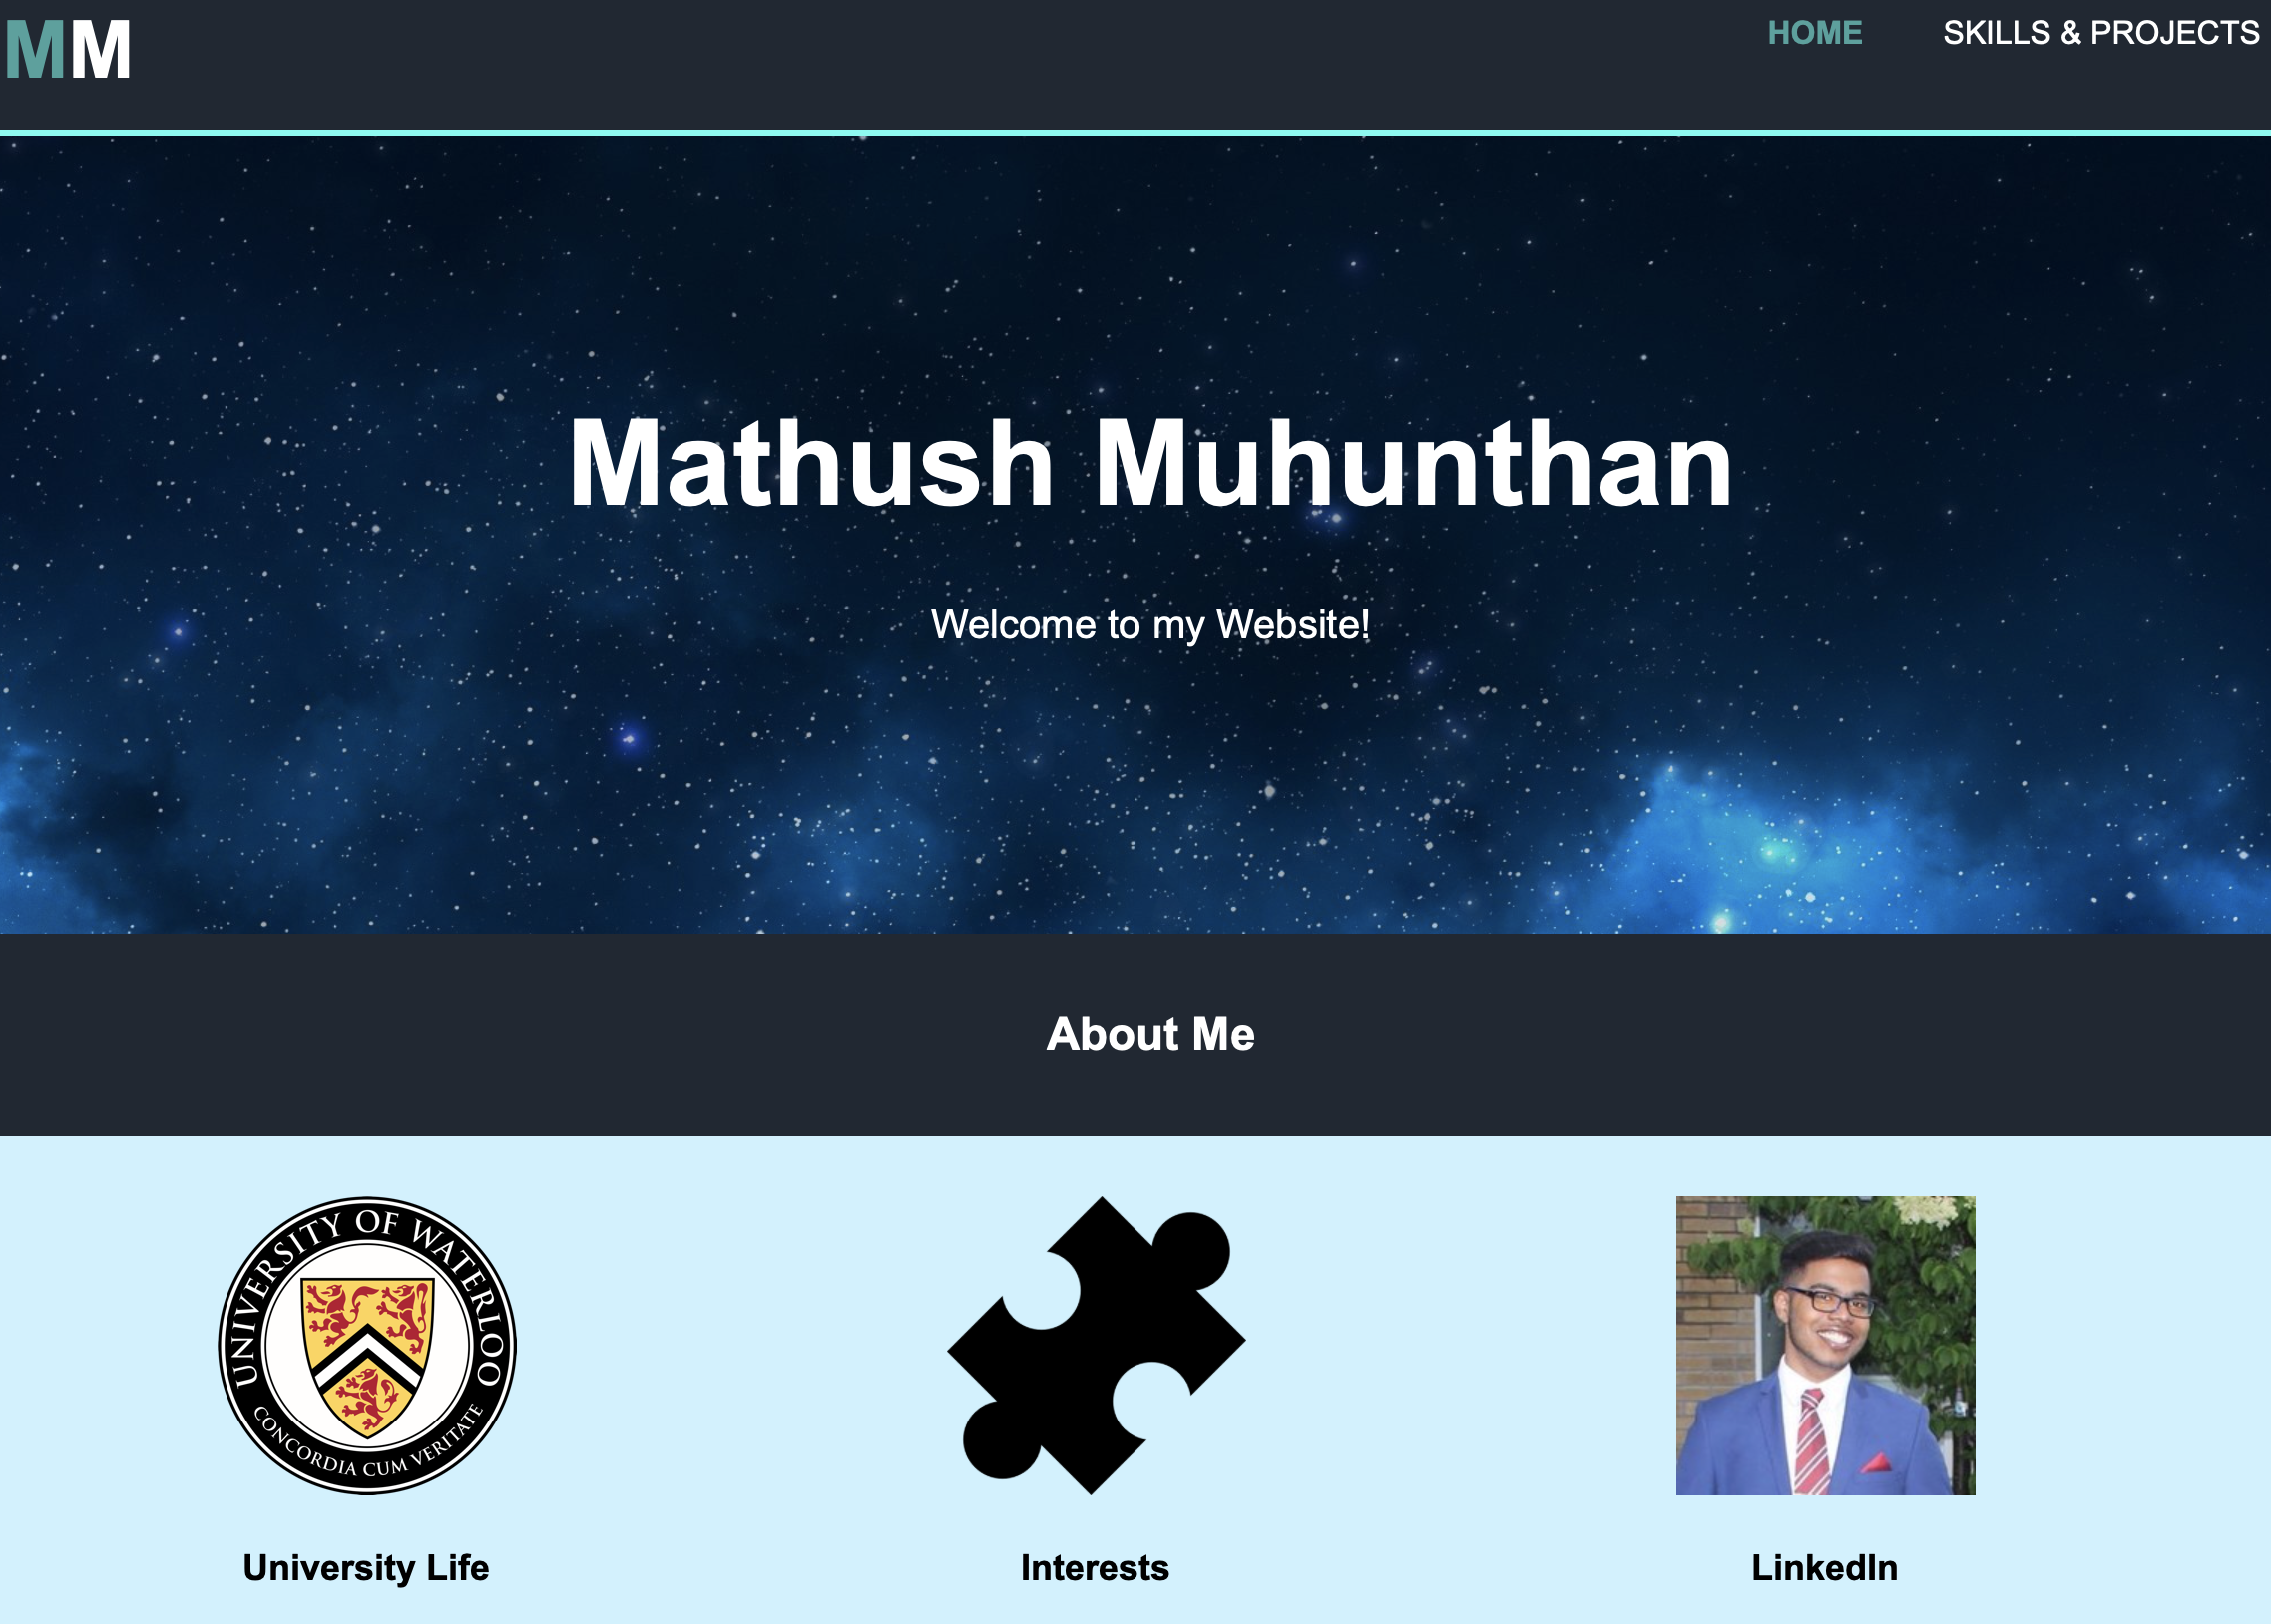 MM
HOME SKILLS & PROJECTS
Mathush Muhunthan
Welcome to my Website!
About Me
UNIVERSITY OF WATERLOO
CONCORDIA CUM VERITATE
University Life
Interests
LinkedIn